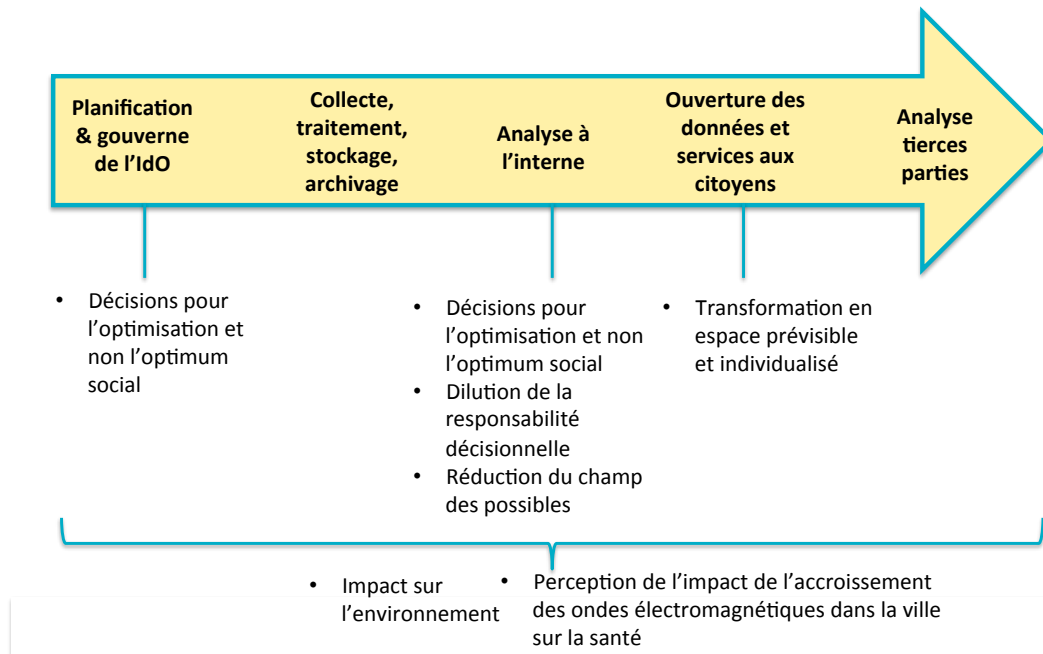 Planification
& gouverne
de l'IdO
Collecte,
traitement,
stockage,
archivage
Analyse à
l'interne
Ouverture des
données et
services aux
citoyens
Analyse
tierces
parties
• Décisions pour
l'optimisation et
non l'optimum
social
• Décisions pour
l'optimisation et non
l'optimum social
• Dilution de la
responsabilité
décisionnelle
• Réduction du champ
des possibles
• Transformation en
espace prévisible
et individualisé
• Impact sur
l'environnement
• Perception de l'impact de l'accroissement
des ondes électromagnétiques dans la ville
sur la santé